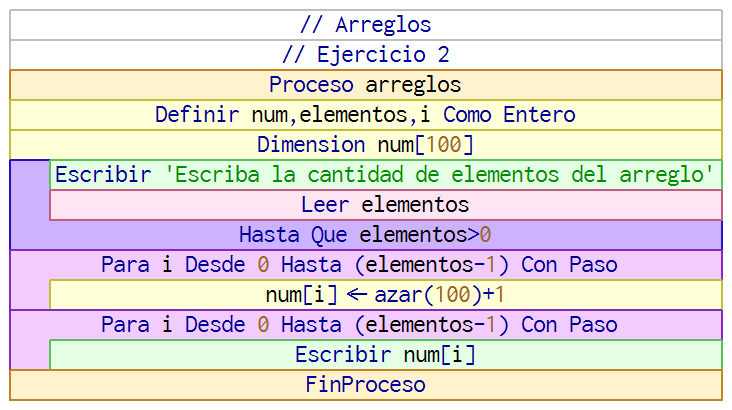 // Arreglos
// Ejercicio 2
Proceso arreglos
Definir num,elementos,i Como Entero
Dimension num[100]
Escribir 'Escriba la cantidad de elementos del arreglo'
Leer elementos
Hasta Que elementos>0
Para i Desde 0 Hasta (elementos-1) Con Paso
num[i] <- azar(100)+1
Para i Desde 0 Hasta (elementos-1) Con Paso
Escribir num[i]
FinProceso